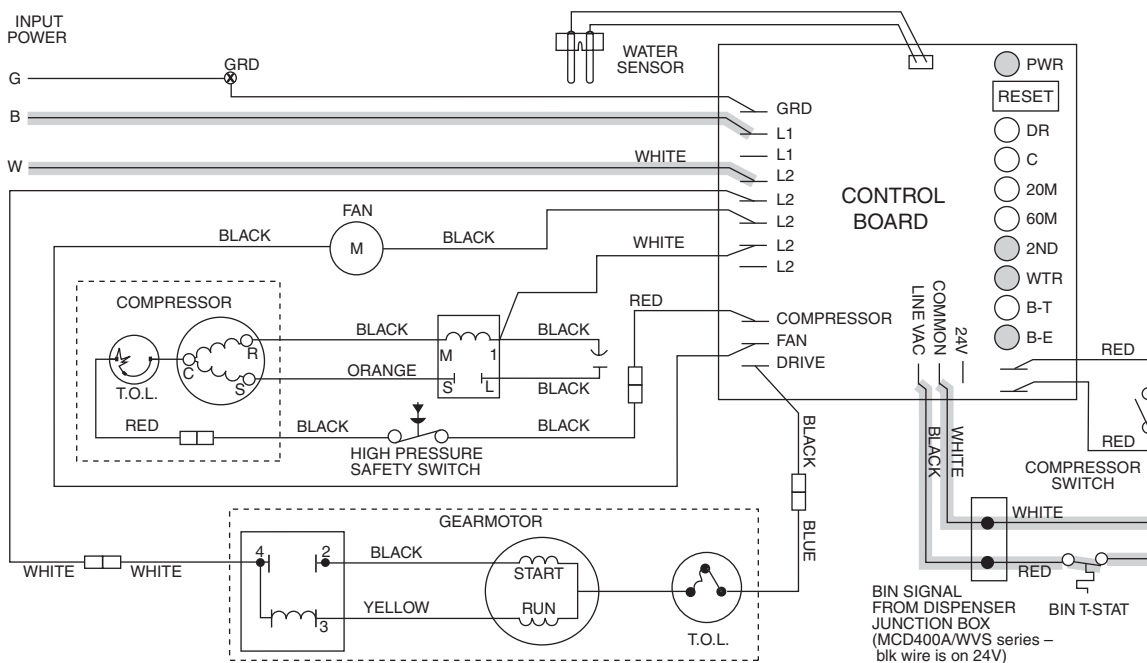 INPUT
POWER
G
GRD
B
W
WHITE
WATER
SENSOR
GRD
L1
L1
L2
L2
L2
L2
L2
CONTROL
BOARD
PWR
RESET
DR
C
20M
60M
2ND
WTR
B-T
B-E
FAN
BLACK
M
BLACK
WHITE
COMPRESSOR
RED
COMPRESSOR
FAN
DRIVE
LINE VAC
COMMON
24V
RED
BLACK
M
1
BLACK
R
C
S
T.O.L.
ORANGE
S
L
BLACK
RED
BLACK
BLACK
HIGH PRESSURE
SAFETY SWITCH
BLACK
BLACK
WHITE
RED
COMPRESSOR
SWITCH
GEARMOTOR
BLUE
WHITE
WHITE
WHITE
4
2
BLACK
START
YELLOW
RUN
3
T.O.L.
RED
BIN T-STAT
BIN SIGNAL
FROM DISPENSER
JUNCTION BOX
(MCD400A/WVS series –
blk wire is on 24V)